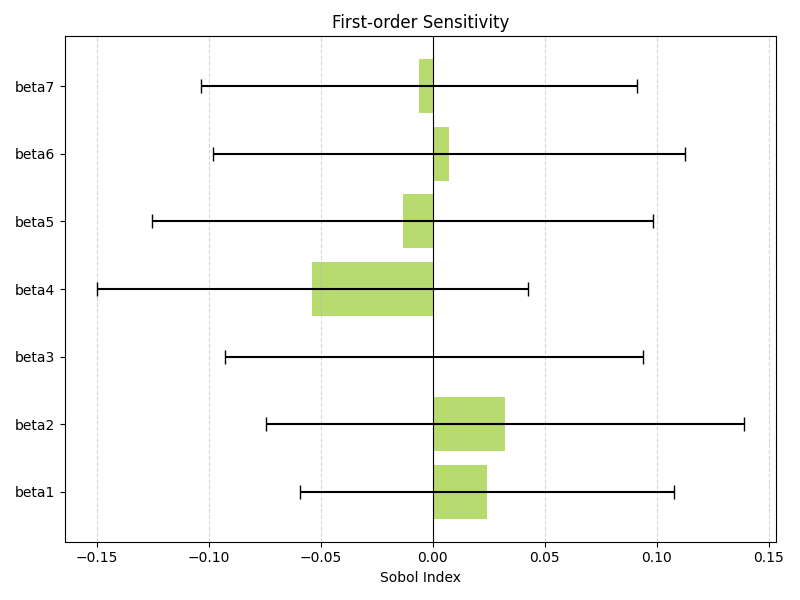 First-order Sensitivity
beta7
beta6
beta5
beta4
beta3
beta2
beta1
−0.15 −0.10 −0.05 0.00 0.05 0.10 0.15
Sobol Index